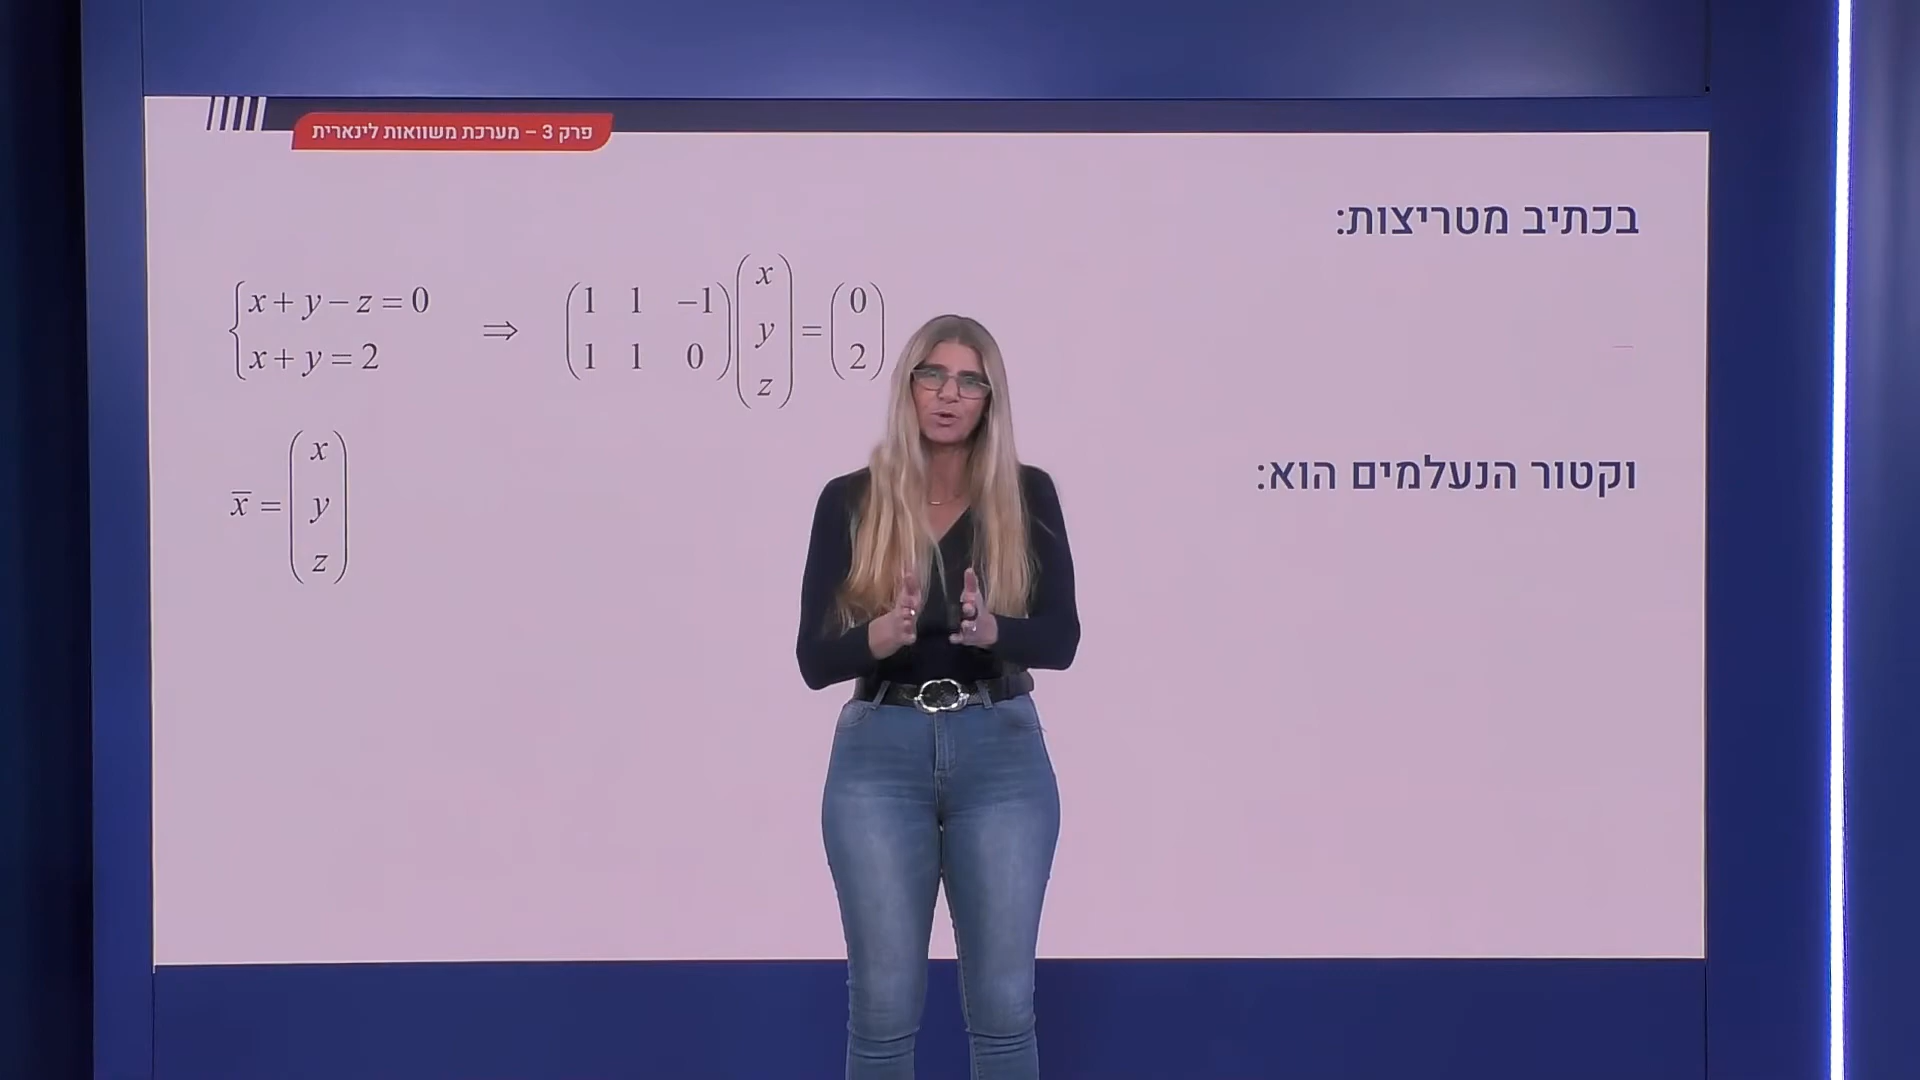 פרק 3 – מערכת משוואות לינארית
בכתיב מטריצות:
{x + y − z = 0
{x + y = 2
⇒
(1 1 −1)
(1 1 0)
(x)
(y)
(z)
=
(0)
(2)
וקטור הנעלמים הוא:
x̅ =
(x)
(y)
(z)